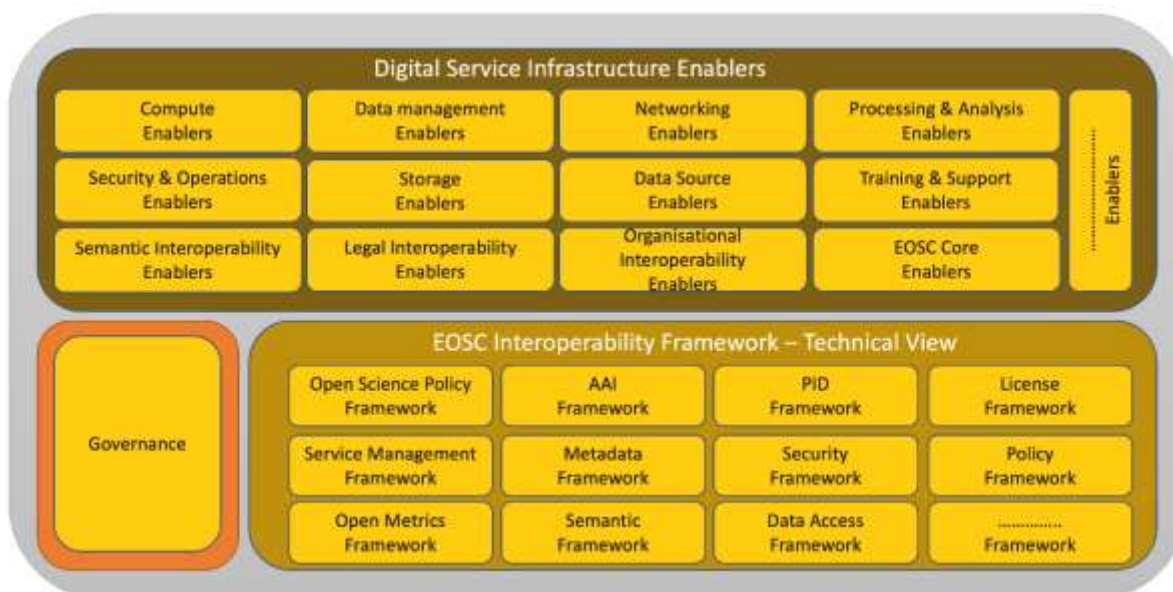 Digital Service Infrastructure Enablers
Compute
Enablers
Data management
Enablers
Networking
Enablers
Processing & Analysis
Enablers
Security & Operations
Enablers
Storage
Enablers
Data Source
Enablers
Training & Support
Enablers
Semantic Interoperability
Enablers
Legal Interoperability
Enablers
Organisational
Interoperability
Enablers
EOSC Core
Enablers
........................
Enablers
Governance
EOSC Interoperability Framework – Technical View
Open Science Policy
Framework
AAI
Framework
PID
Framework
License
Framework
Service Management
Framework
Metadata
Framework
Security
Framework
Policy
Framework
Open Metrics
Framework
Semantic
Framework
Data Access
Framework
..............
Framework